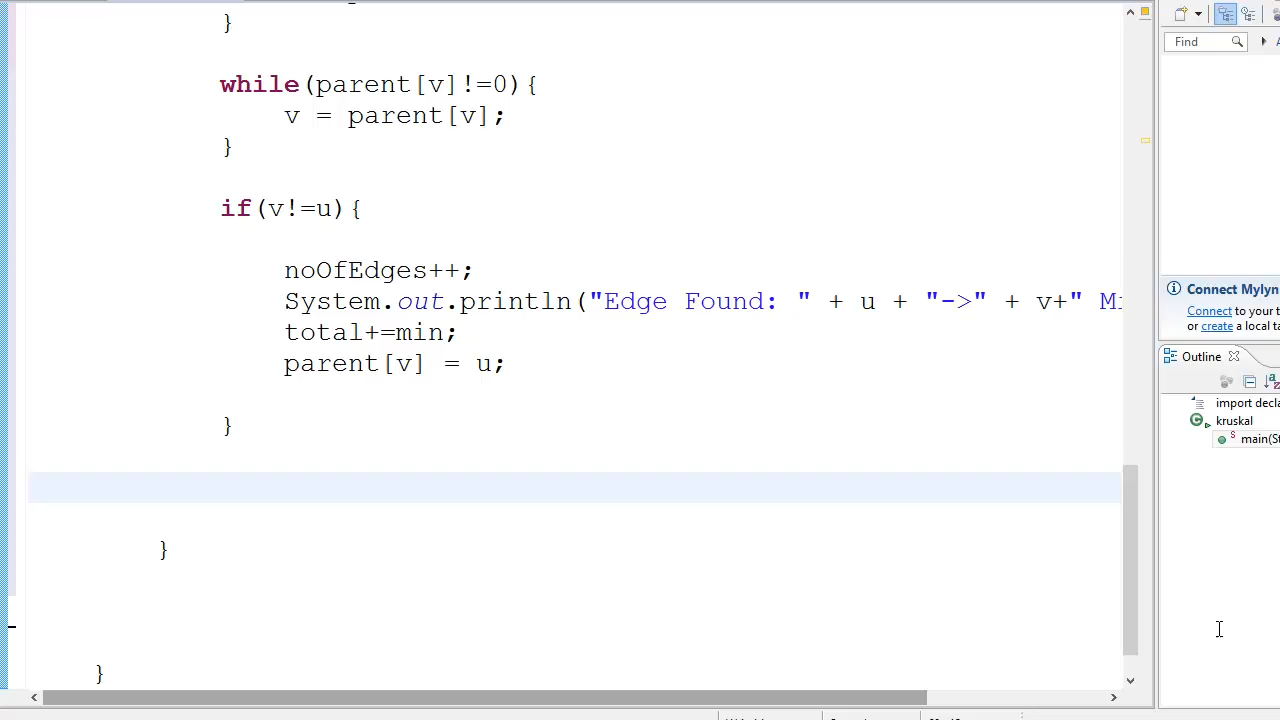 }
while(parent[v]!=0){
v = parent[v];
}
if(v!=u){
noOfEdges++;
System.out.println("Edge Found: " + u + "->" + v+" Mi
total+=min;
parent[v] = u;
}
}
}
Find
Connect Mylyn
Connect to your t
or create a local ta
Outline
import decla
kruskal
main(St